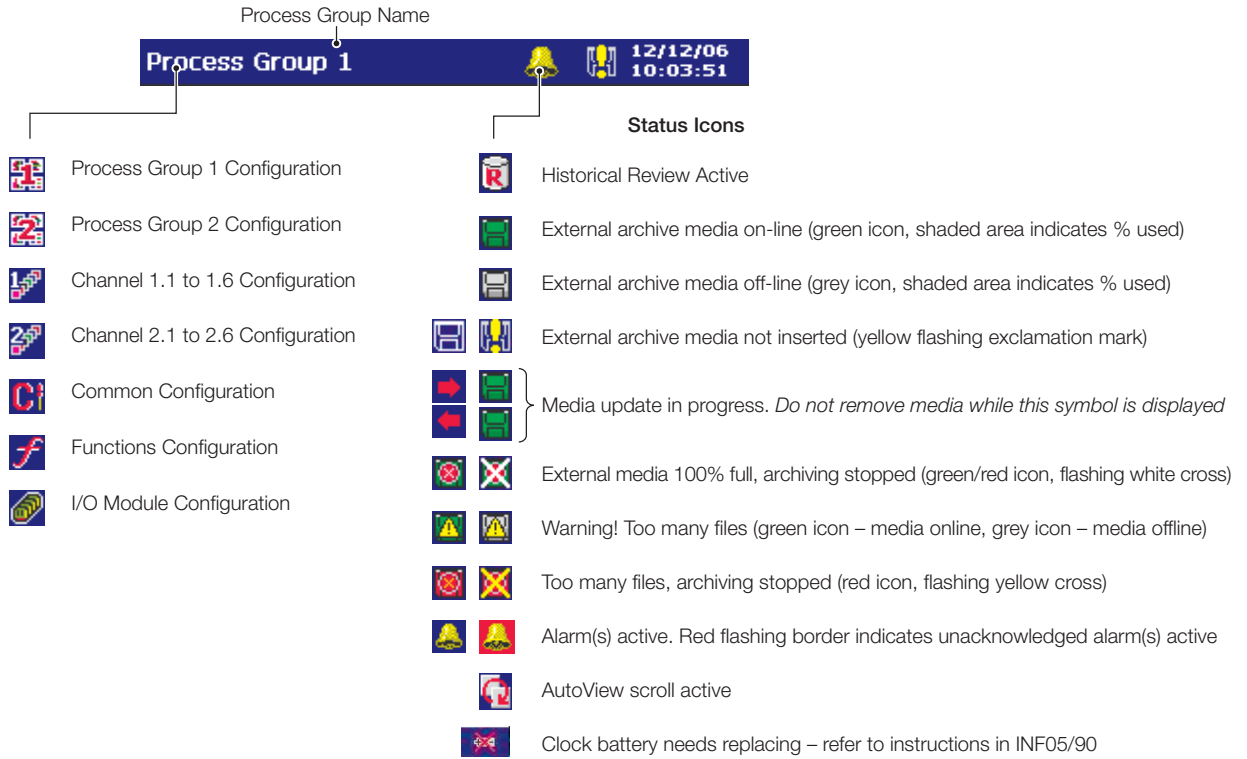 Process Group Name
Process Group 1
12/12/06
10:03:51
Status Icons
1 Process Group 1 Configuration
2 Process Group 2 Configuration
1 Channel 1.1 to 1.6 Configuration
2 Channel 2.1 to 2.6 Configuration
C Common Configuration
f Functions Configuration
I/O Module Configuration
R Historical Review Active
External archive media on-line (green icon, shaded area indicates % used)
External archive media off-line (grey icon, shaded area indicates % used)
External archive media not inserted (yellow flashing exclamation mark)
Media update in progress. Do not remove media while this symbol is displayed
External media 100% full, archiving stopped (green/red icon, flashing white cross)
Warning! Too many files (green icon – media online, grey icon – media offline)
Too many files, archiving stopped (red icon, flashing yellow cross)
Alarm(s) active. Red flashing border indicates unacknowledged alarm(s) active
AutoView scroll active
Clock battery needs replacing – refer to instructions in INF05/90